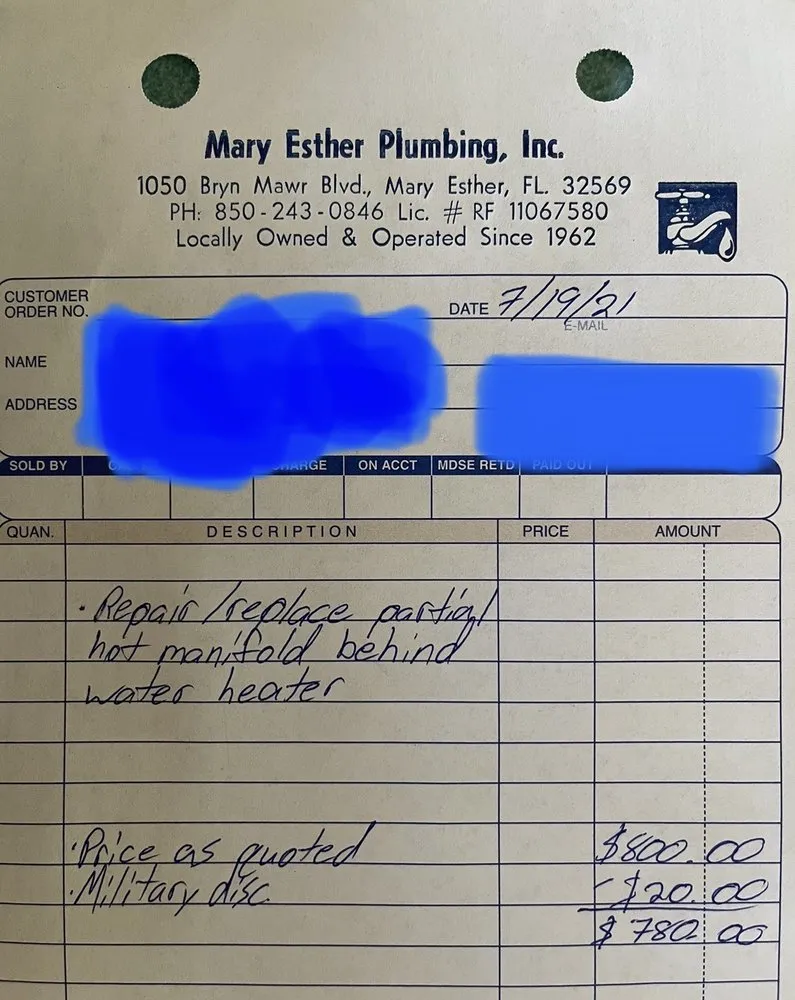 Mary Esther Plumbing, Inc.
1050 Bryn Mawr Blvd., Mary Esther, FL. 32569
PH: 850-243-0846 Lic. # RF 11067580
Locally Owned & Operated Since 1962
CUSTOMER
ORDER NO.
DATE 7/19/21
E-MAIL
NAME
ADDRESS
SOLD BY ON ACCT MDSE RETD PAID OUT
QUAN. DESCRIPTION PRICE AMOUNT
· Repair/replace partial
hot manifold behind
water heater
· Price as quoted $800.00
· Military disc. - $20.00
$780.00